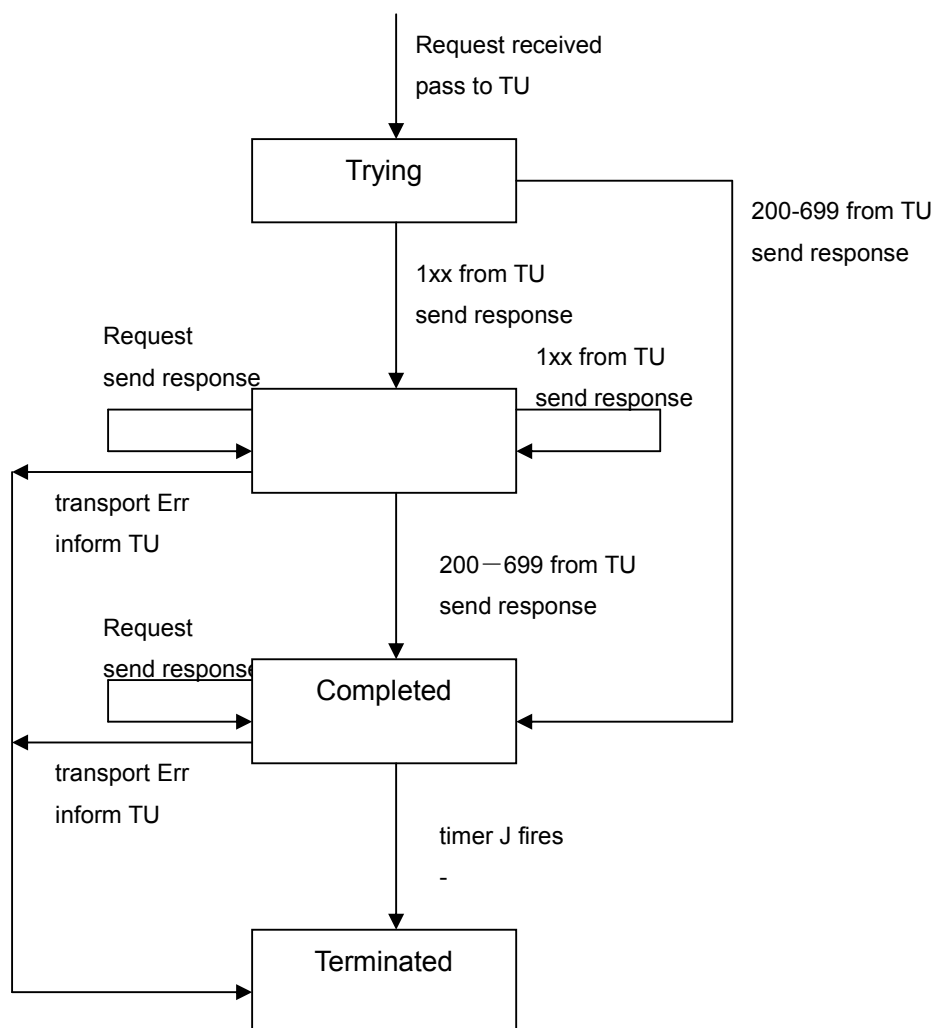 Request received
pass to TU
Trying
200-699 from TU
send response
1xx from TU
send response
Request
send response
1xx from TU
send response
transport Err
inform TU
200－699 from TU
send response
Request
send response
Completed
transport Err
inform TU
timer J fires
-
Terminated